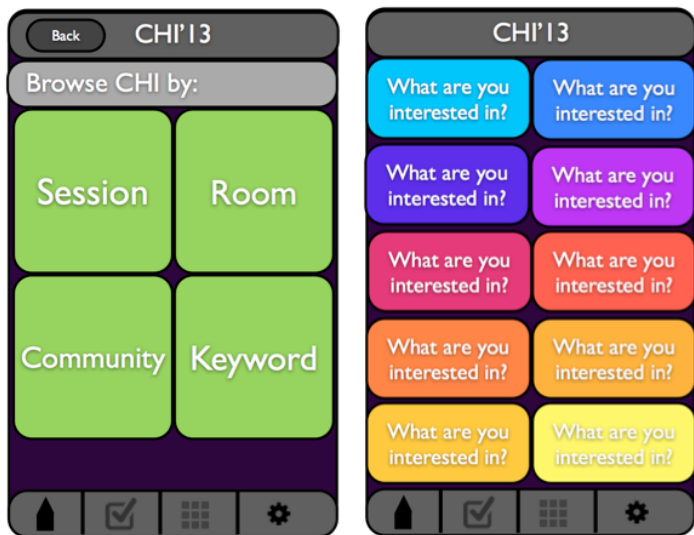 Back CHI'13
Browse CHI by:
Session Room
Community Keyword
CHI'13
What are you
interested in?
What are you
interested in?
What are you
interested in?
What are you
interested in?
What are you
interested in?
What are you
interested in?
What are you
interested in?
What are you
interested in?
What are you
interested in?
What are you
interested in?